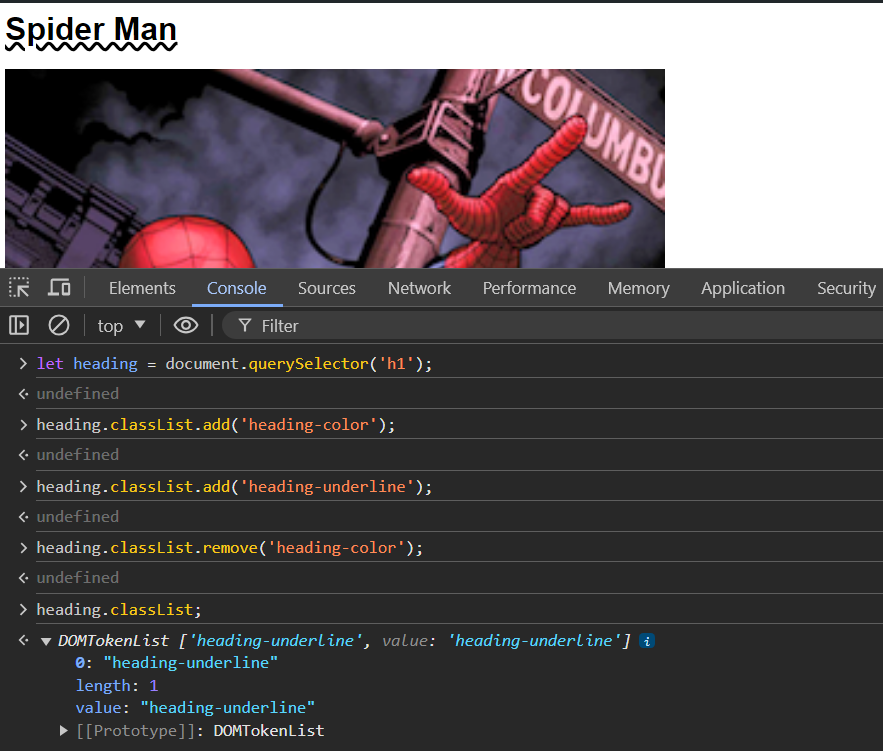 Spider Man
COLUMBU
Elements Console Sources Network Performance Memory Application Security
top Filter
let heading = document.querySelector('h1');
undefined
heading.classList.add('heading-color');
undefined
heading.classList.add('heading-underline');
undefined
heading.classList.remove('heading-color');
undefined
heading.classList;
DOMTokenList ['heading-underline', value: 'heading-underline'] i
0: "heading-underline"
length: 1
value: "heading-underline"
[[Prototype]]: DOMTokenList